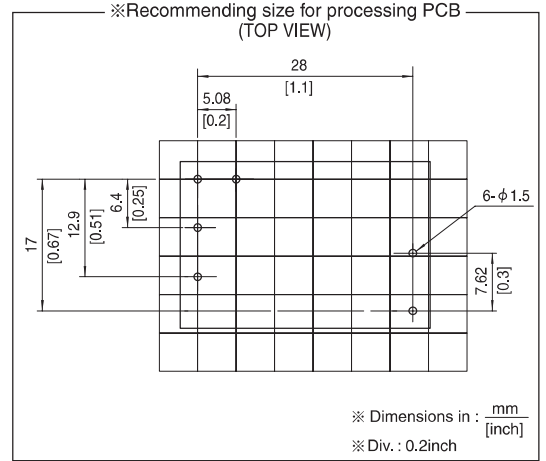 ※Recommending size for processing PCB
(TOP VIEW)
28
[1.1]
5.08
[0.2]
17
[0.67]
12.9
[0.51]
6.4
[0.25]
6-ϕ1.5
7.62
[0.3]
※ Dimensions in : mm
[inch]
※Div. : 0.2inch